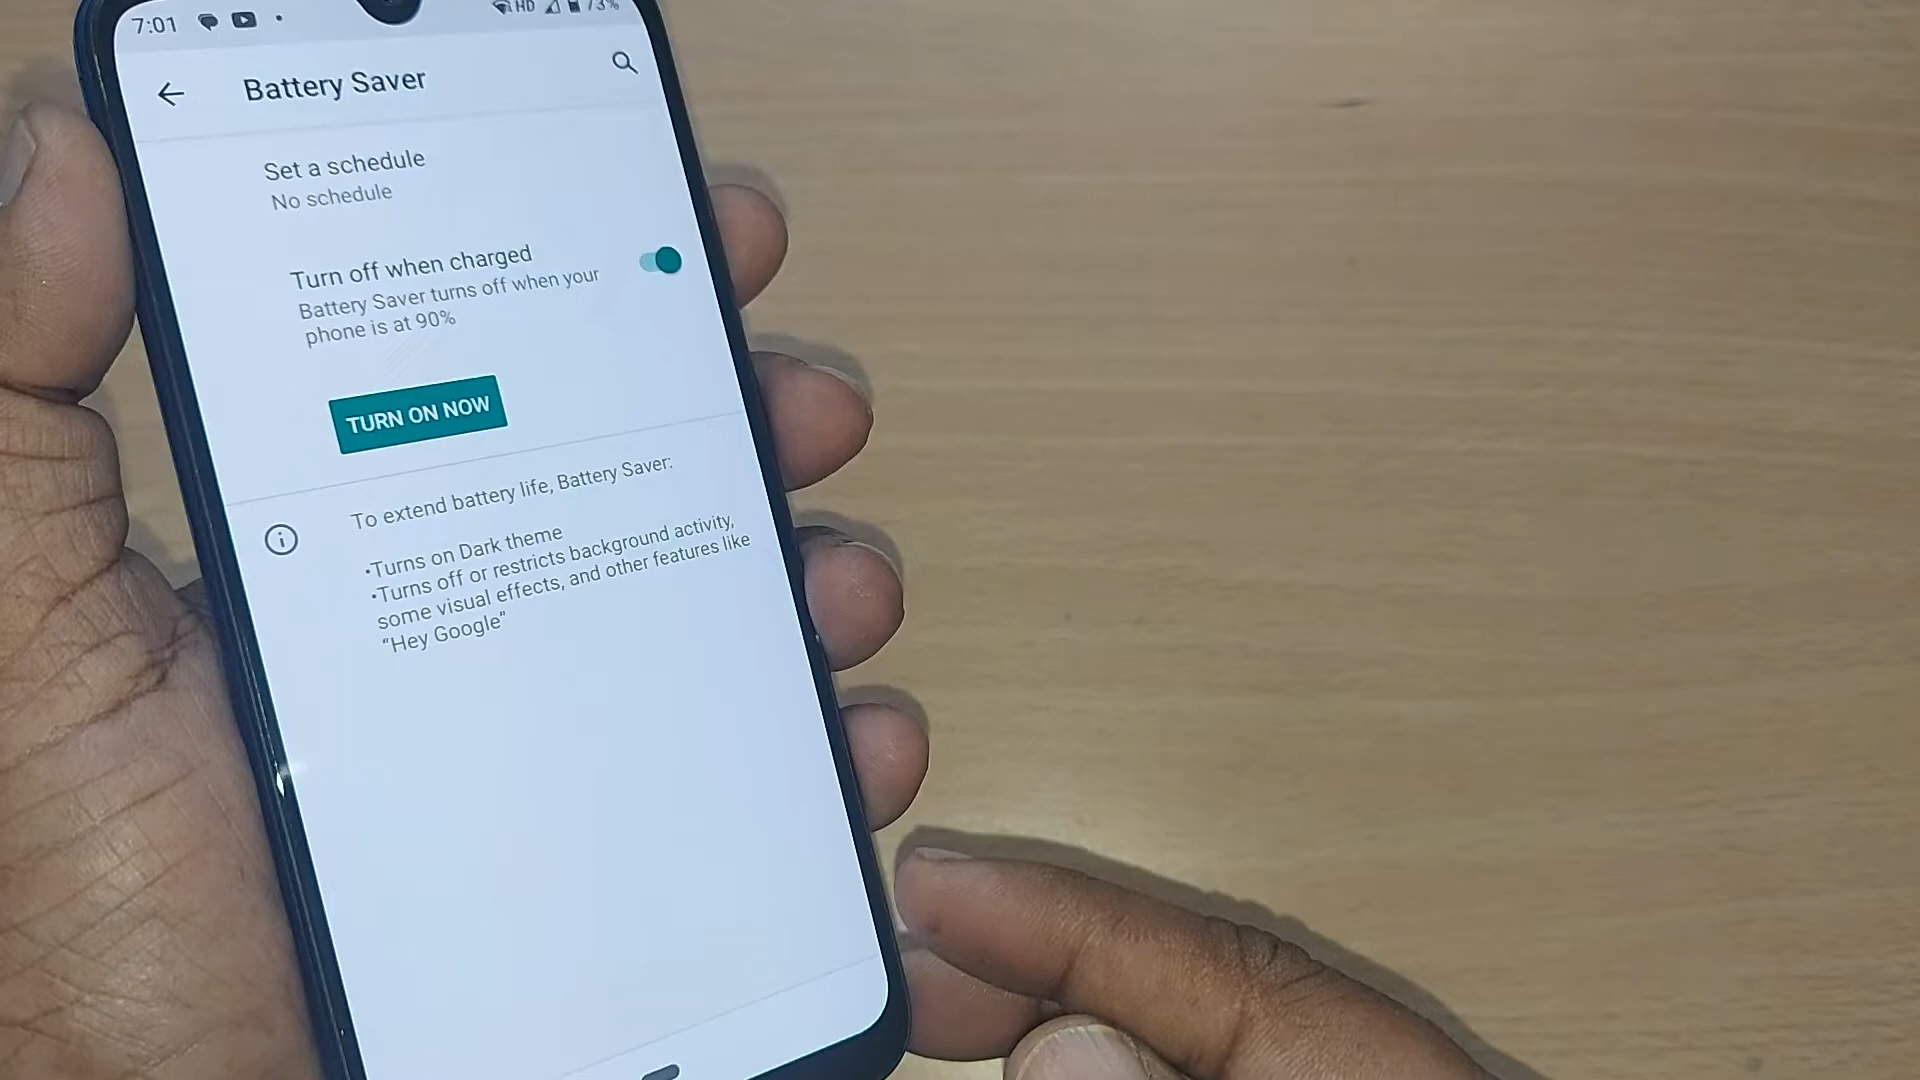 7:01
HD 73%
Battery Saver
Set a schedule
No schedule
Turn off when charged
Battery Saver turns off when your
phone is at 90%
TURN ON NOW
To extend battery life, Battery Saver:
•Turns on Dark theme
•Turns off or restricts background activity,
some visual effects, and other features like
“Hey Google”